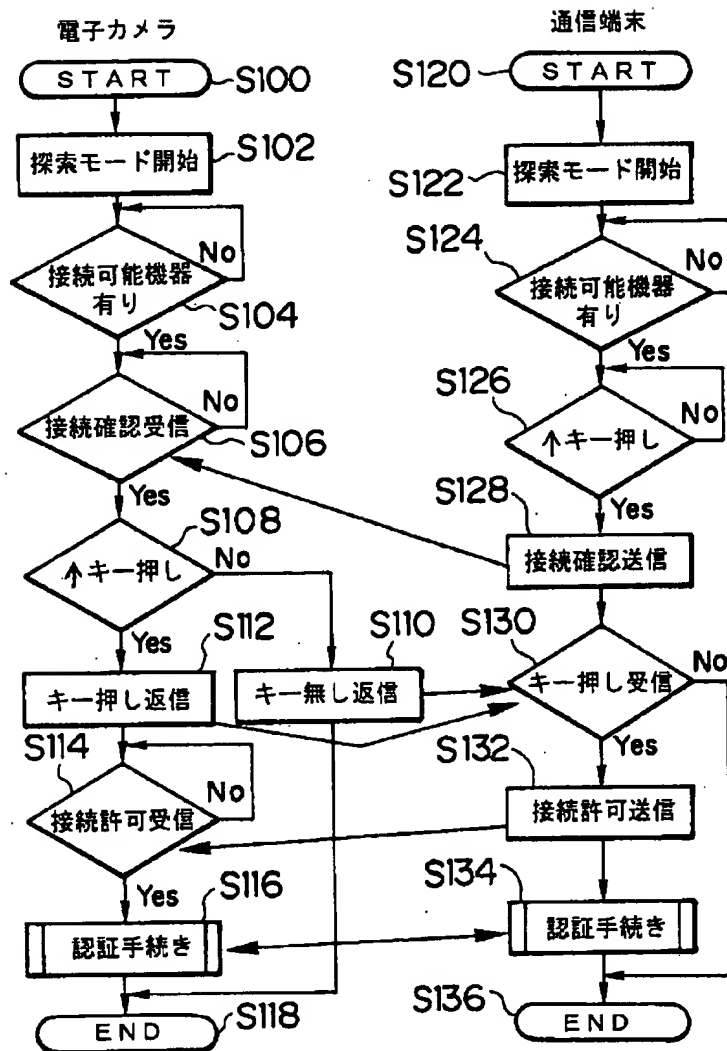 電子カメラ
START
S100
探索モード開始
S102
No
接続可能機器
有り
S104
Yes
No
接続確認受信
S106
Yes
S108
↑キー押し
No
Yes
S112
S110
キー押し返信
キー無し返信
S114
No
接続許可受信
Yes
S116
認証手続き
END
S118
通信端末
S120
START
S122
探索モード開始
S124
No
接続可能機器
有り
Yes
S126
No
↑キー押し
S128
Yes
接続確認送信
S130
No
キー押し受信
S132
Yes
接続許可送信
S134
認証手続き
S136
END